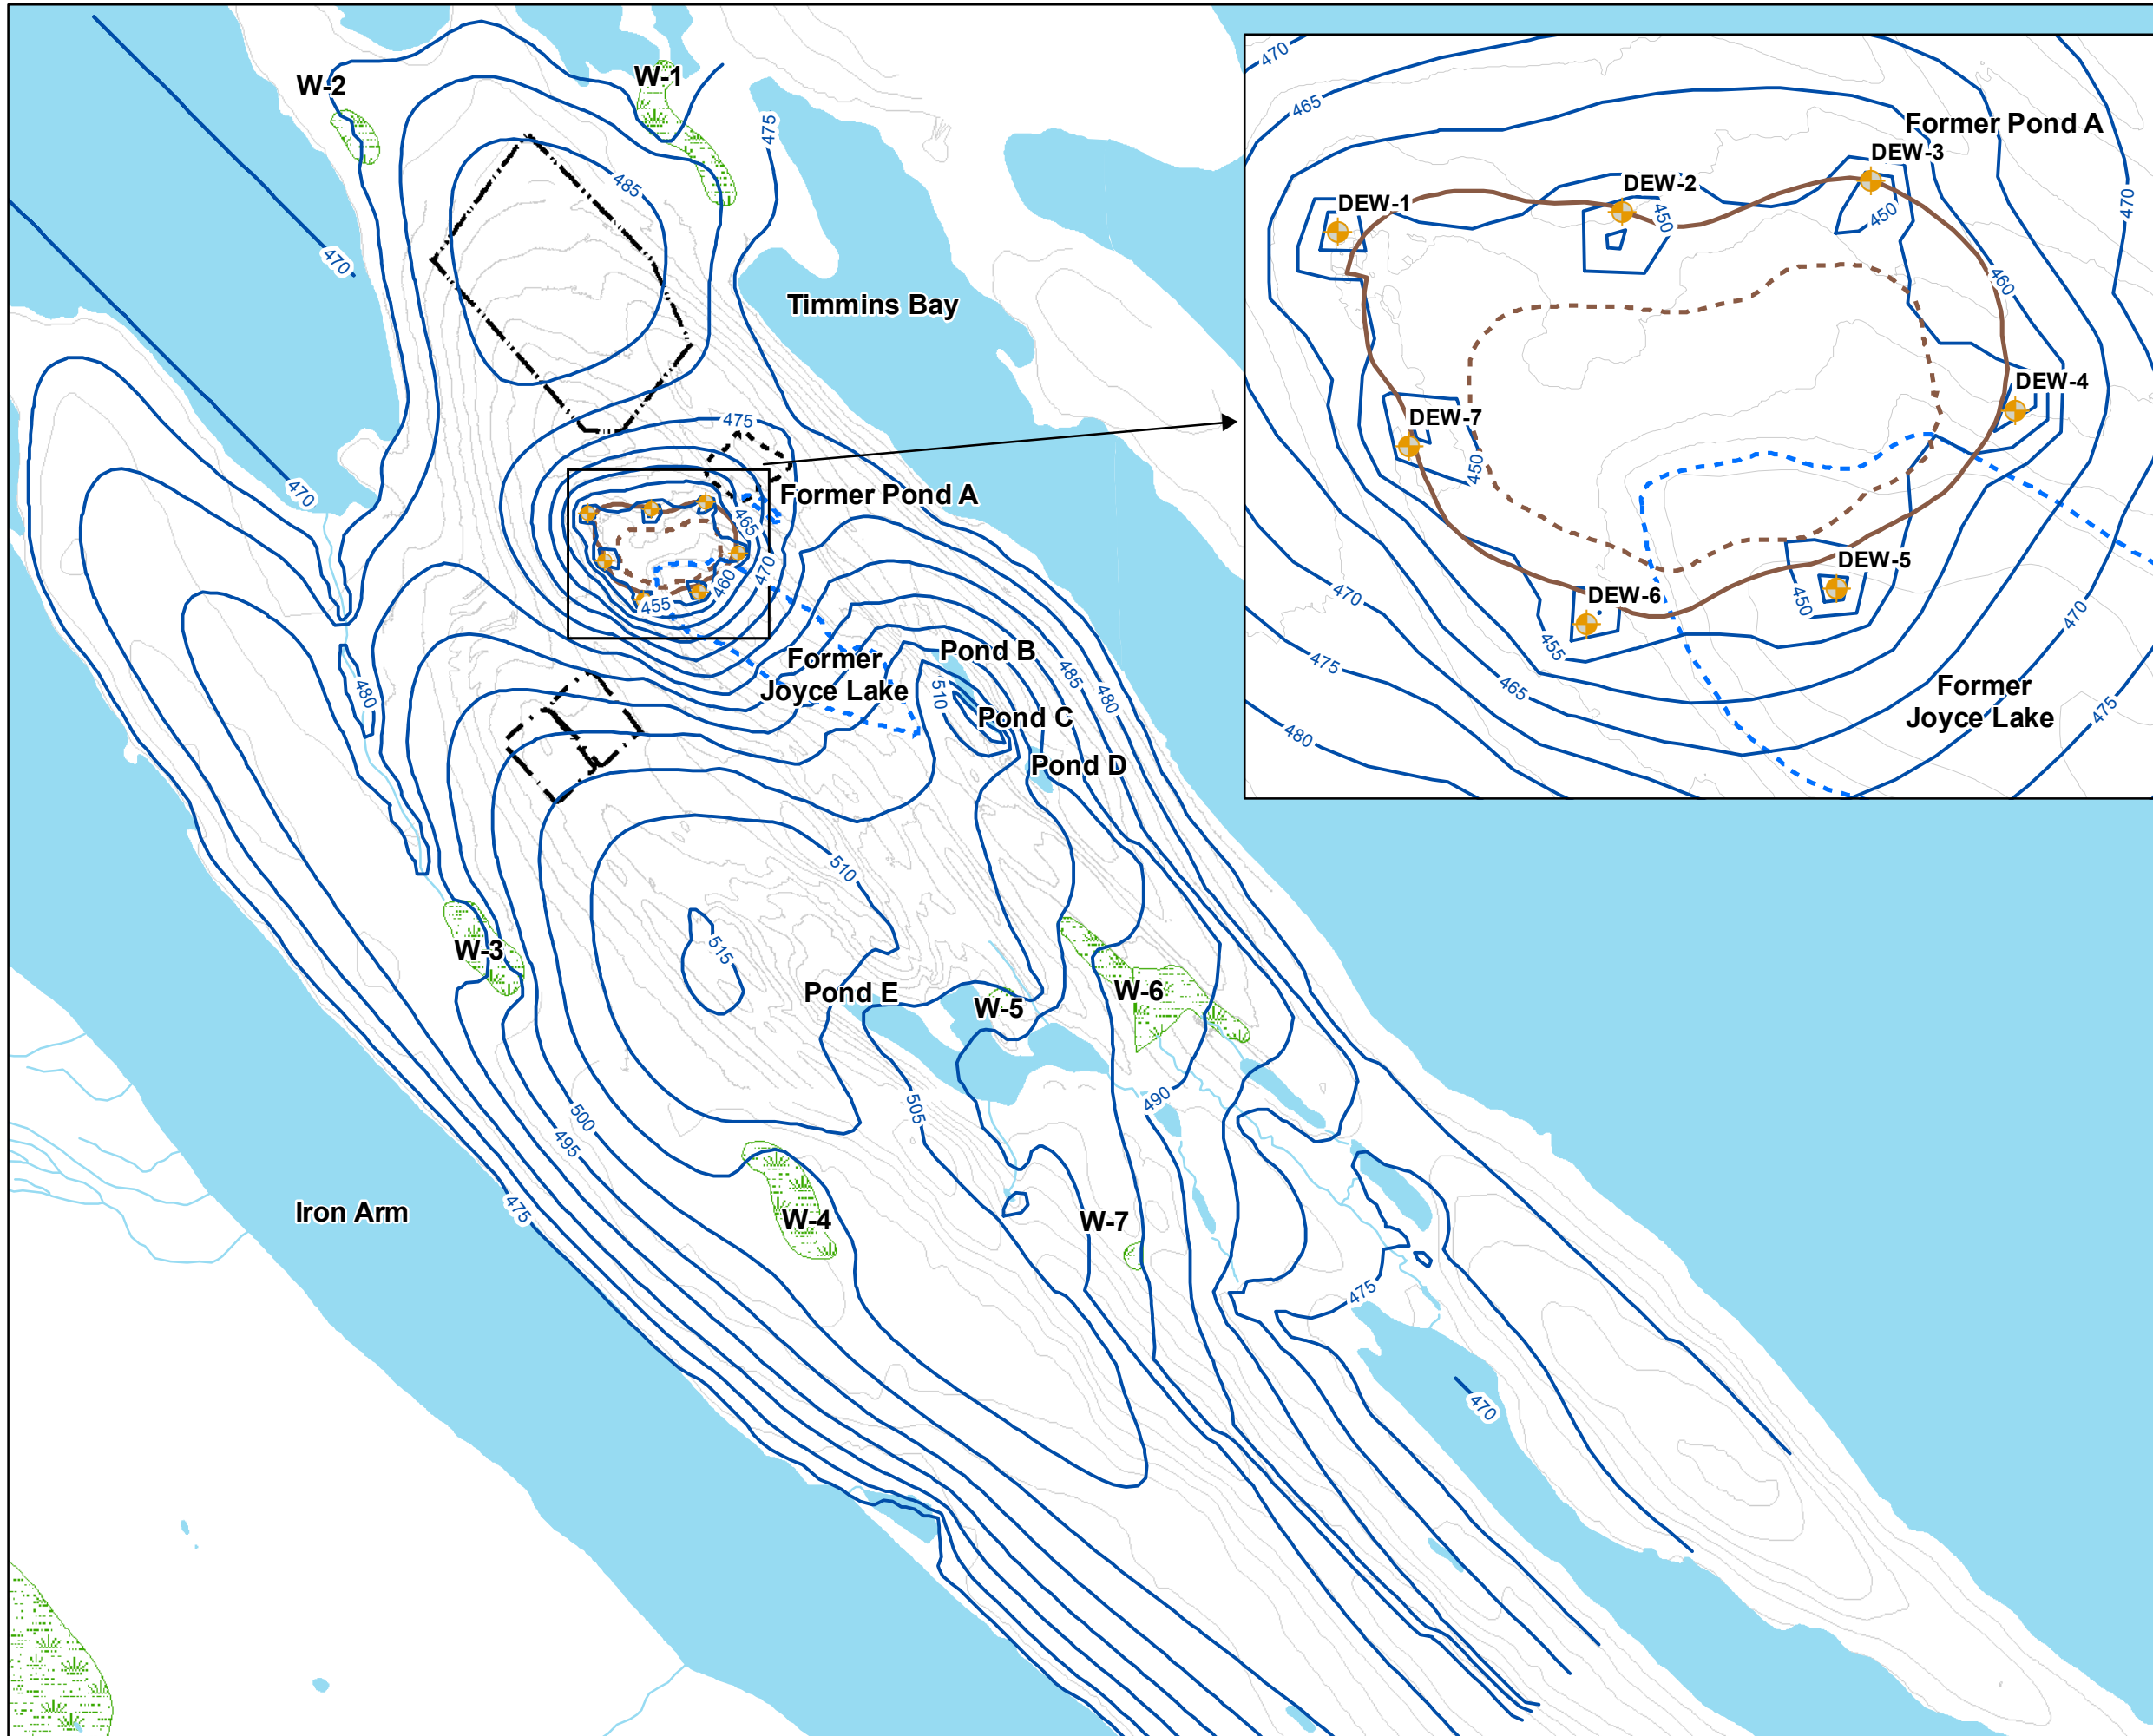 W-2
W-1
475
485
470
Timmins Bay
470
475
Former Pond A
465
470
460
455
480
Former
Joyce Lake
Pond B
485
480
510
Pond C
Pond D
510
515
W-3
Pond E
W-5
W-6
490
505
500
495
475
Iron Arm
W-4
W-7
475
470
470
465
Former Pond A
DEW-3
DEW-2
DEW-1
450
450
470
460
DEW-4
DEW-7
450
DEW-5
DEW-6
450
455
470
475
465
480
470
Former
Joyce Lake
475